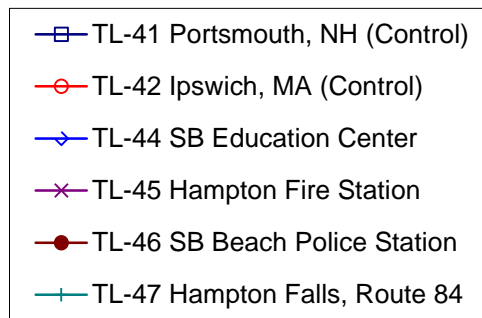 TL-41 Portsmouth, NH (Control)
TL-42 Ipswich, MA (Control)
TL-44 SB Education Center
TL-45 Hampton Fire Station
TL-46 SB Beach Police Station
TL-47 Hampton Falls, Route 84